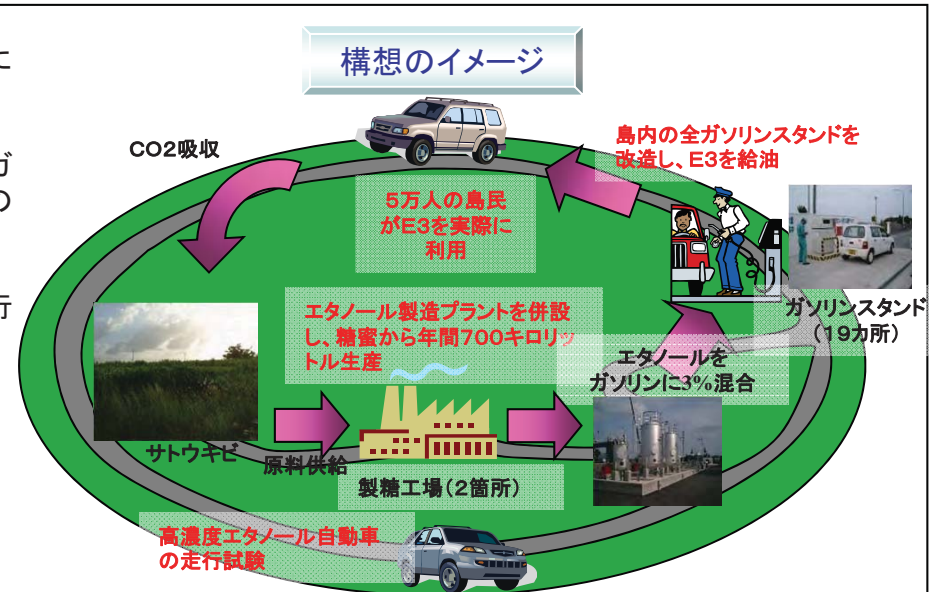 に
ガ
の
行
構想のイメージ
CO2吸収
島内の全ガソリンスタンドを
改造し、E3を給油
5万人の島民
がE3を実際に
利用
ガソリンスタンド
(19カ所)
エタノール製造プラントを併設
し、糖蜜から年間700キロリッ
トル生産
エタノールを
ガソリンに3%混合
サトウキビ
原料供給
製糖工場(2箇所)
高濃度エタノール自動車
の走行試験